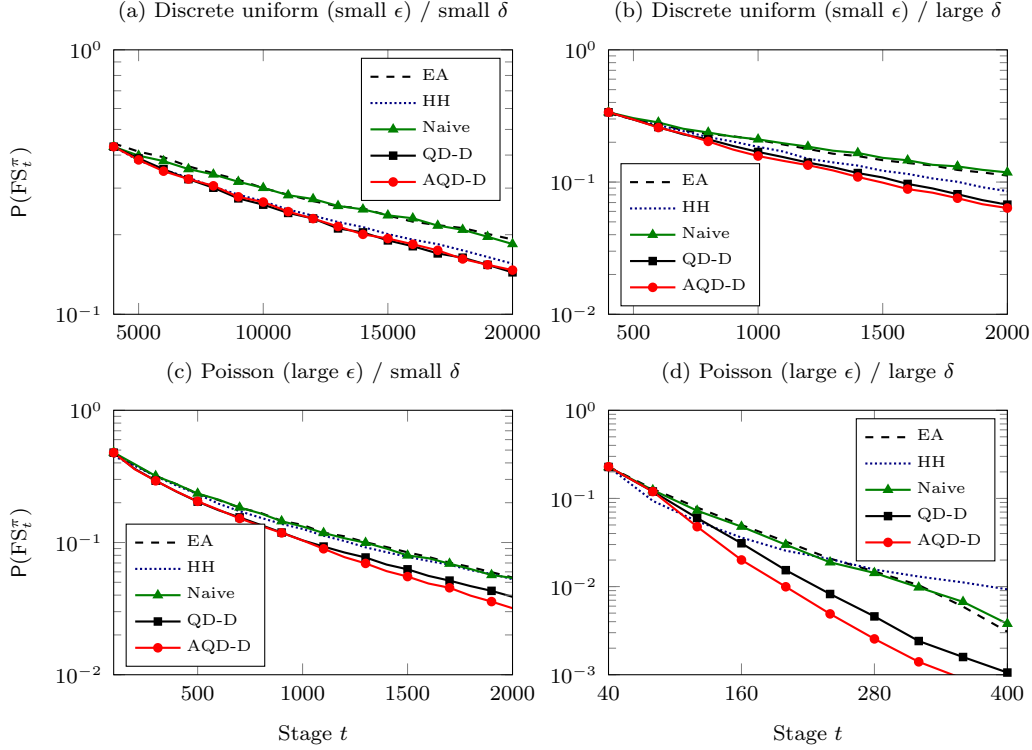 (a) Discrete uniform (small ϵ) / small δ
10^0
10^−1
P(FS_t^π)
5000 10000 15000 20000
EA
HH
Naive
QD-D
AQD-D
(b) Discrete uniform (small ϵ) / large δ
10^0
10^−1
10^−2
500 1000 1500 2000
EA
HH
Naive
QD-D
AQD-D
(c) Poisson (large ϵ) / small δ
10^0
10^−1
10^−2
P(FS_t^π)
500 1000 1500 2000
Stage t
EA
HH
Naive
QD-D
AQD-D
(d) Poisson (large ϵ) / large δ
10^0
10^−1
10^−2
10^−3
40 160 280 400
Stage t
EA
HH
Naive
QD-D
AQD-D